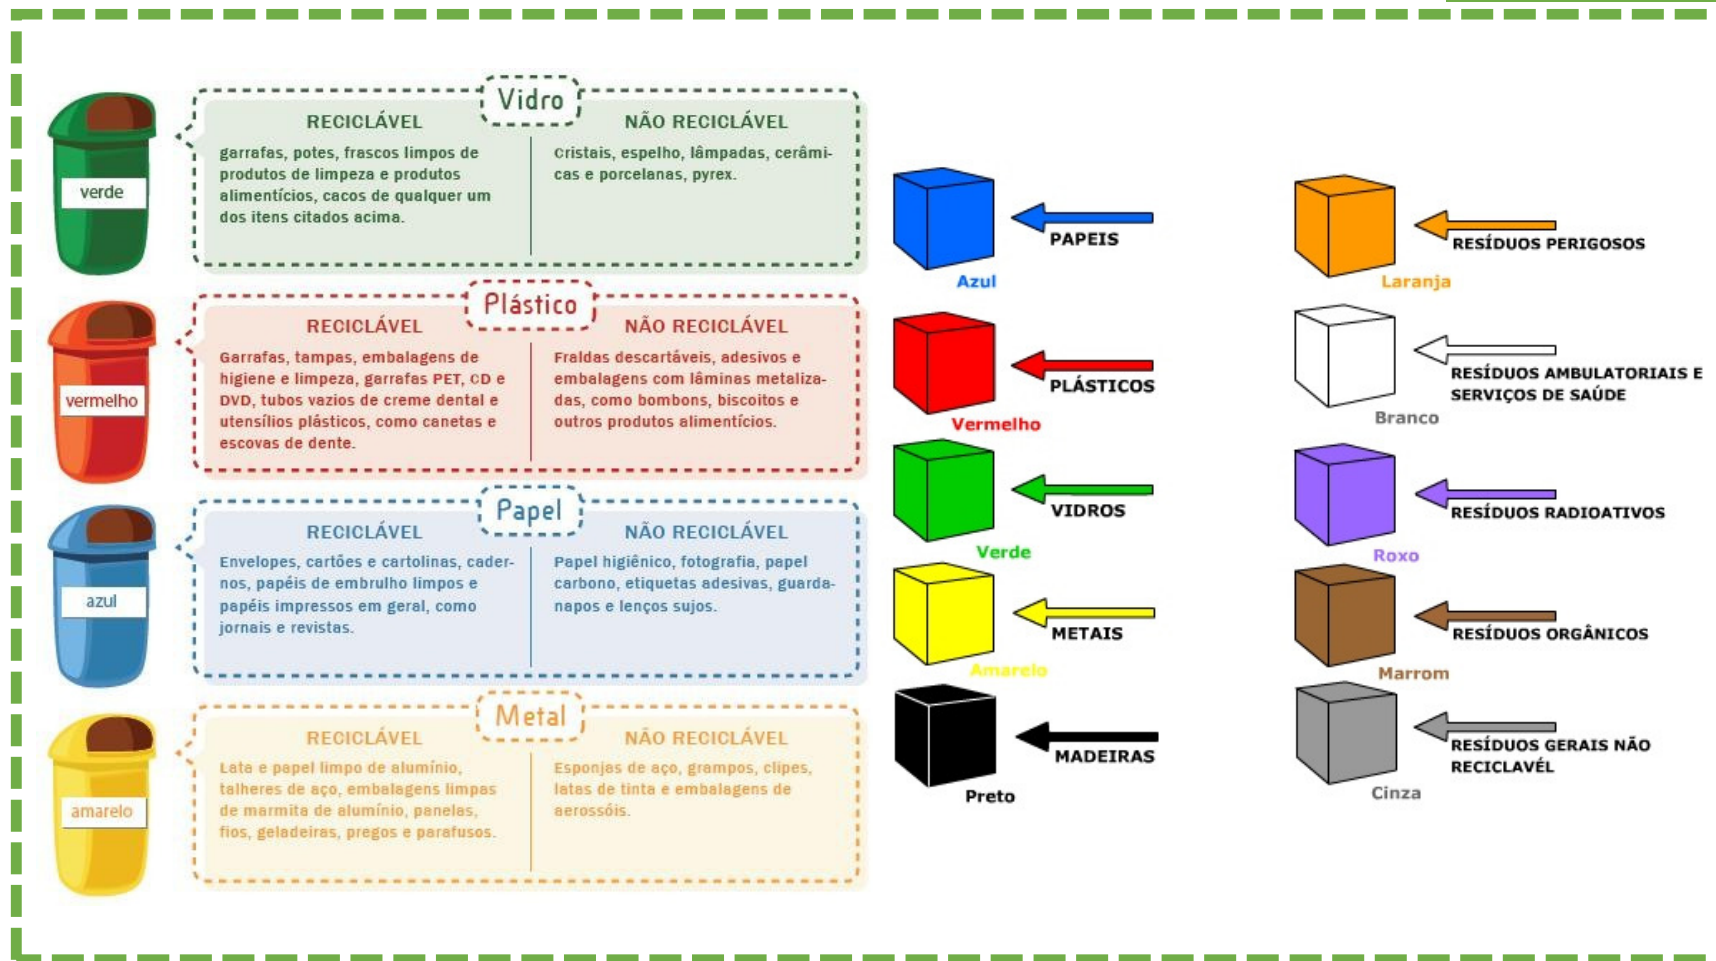 Vidro
verde
RECICLÁVEL
garrafas, potes, frascos limpos de
produtos de limpeza e produtos
alimentícios, cacos de qualquer um
dos itens citados acima.
NÃO RECICLÁVEL
Cristais, espelho, lâmpadas, cerâmi-
cas e porcelanas, pyrex.
Plástico
vermelho
RECICLÁVEL
Garrafas, tampas, embalagens de
higiene e limpeza, garrafas PET, CD e
DVD, tubos vazios de creme dental e
utensílios plásticos, como canetas e
escovas de dente.
NÃO RECICLÁVEL
Fraldas descartáveis, adesivos e
embalagens com lâminas metaliza-
das, como bombons, biscoitos e
outros produtos alimentícios.
Papel
azul
RECICLÁVEL
Envelopes, cartões e cartolinas, cader-
nos, papéis de embrulho limpos e
papéis impressos em geral, como
jornais e revistas.
NÃO RECICLÁVEL
Papel higiênico, fotografia, papel
carbono, etiquetas adesivas, guarda-
napos e lenços sujos.
Metal
amarelo
RECICLÁVEL
Lata e papel limpo de alumínio,
talheres de aço, embalagens limpas
de marmita de alumínio, panelas,
fios, geladeiras, pregos e parafusos.
NÃO RECICLÁVEL
Esponjas de aço, grampos, clipes,
latas de tinta e embalagens de
aerossóis.
PAPEIS
Azul
PLÁSTICOS
Vermelho
VIDROS
Verde
METAIS
Amarelo
MADEIRAS
Preto
RESÍDUOS PERIGOSOS
Laranja
RESÍDUOS AMBULATORIAIS E
SERVIÇOS DE SAÚDE
Branco
RESÍDUOS RADIOATIVOS
Roxo
RESÍDUOS ORGÂNICOS
Marrom
RESÍDUOS GERAIS NÃO
RECICLAVÉL
Cinza